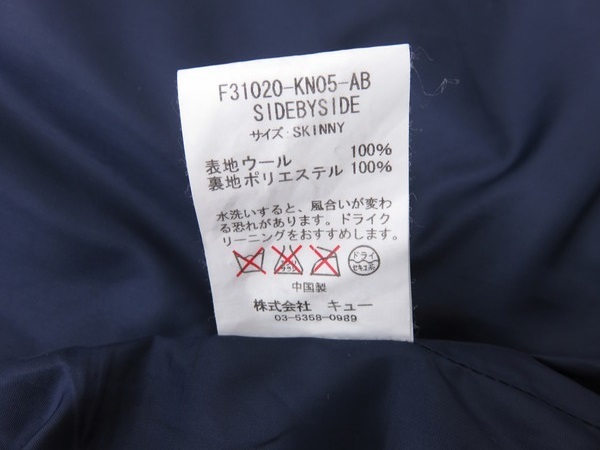 F31020-KN05-AB
SIDEBYSIDE
サイズ:SKINNY
表地ウール 100%
裏地ポリエステル 100%
水洗いすると、風合いが変わ
る恐れがあります。ドライク
リーニングをおすすめします。
ドライ
セキユ系
中国製
株式会社 キュー
03-5358-0989